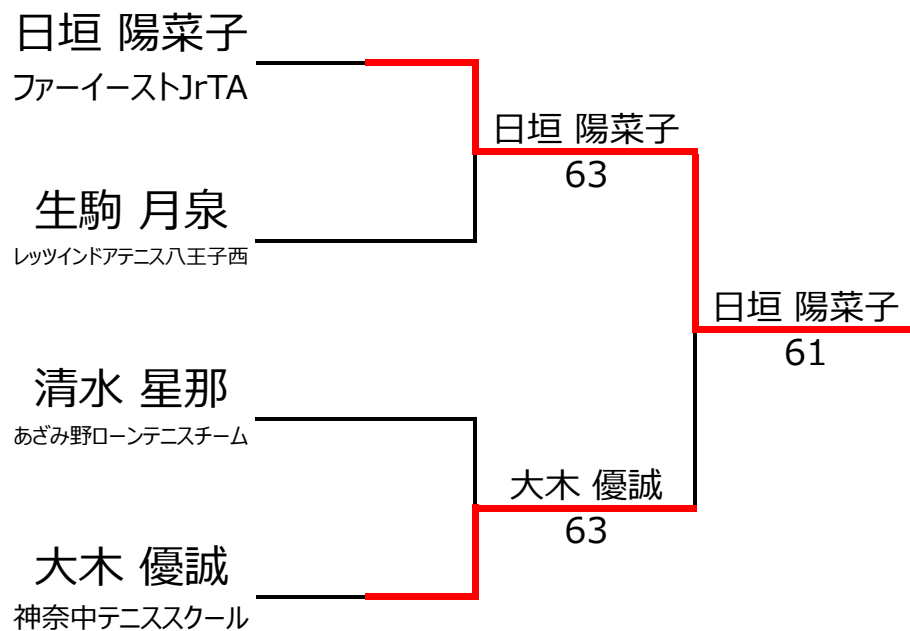 日垣 陽菜子
ファーイーストJrTA
日垣 陽菜子
63
生駒 月泉
レッツインドアテニス八王子西
日垣 陽菜子
61
清水 星那
あざみ野ローンテニスチーム
大木 優誠
63
大木 優誠
神奈中テニススクール